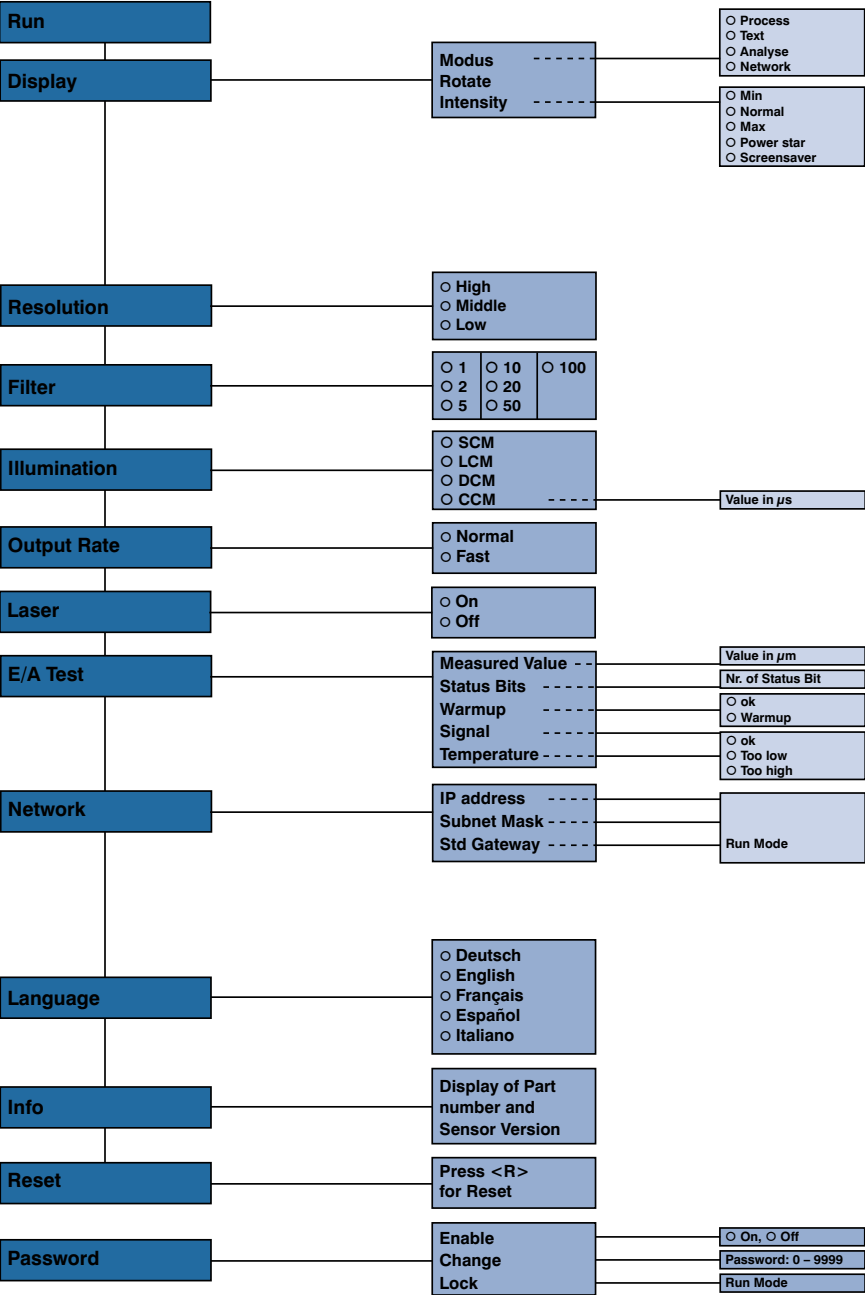 Run
Display
Modus
Rotate
Intensity
Process
Text
Analyse
Network
Min
Normal
Max
Power star
Screensaver
Resolution
High
Middle
Low
Filter
1 10 100
2 20
5 50
Illumination
SCM
LCM
DCM
CCM
Value in µs
Output Rate
Normal
Fast
Laser
On
Off
E/A Test
Measured Value
Status Bits
Warmup
Signal
Temperature
Value in µm
Nr. of Status Bit
ok
Warmup
ok
Too low
Too high
Network
IP address
Subnet Mask
Std Gateway
Run Mode
Language
Deutsch
English
Français
Español
Italiano
Info
Display of Part
number and
Sensor Version
Reset
Press <R>
for Reset
Password
Enable
Change
Lock
On, Off
Password: 0 – 9999
Run Mode